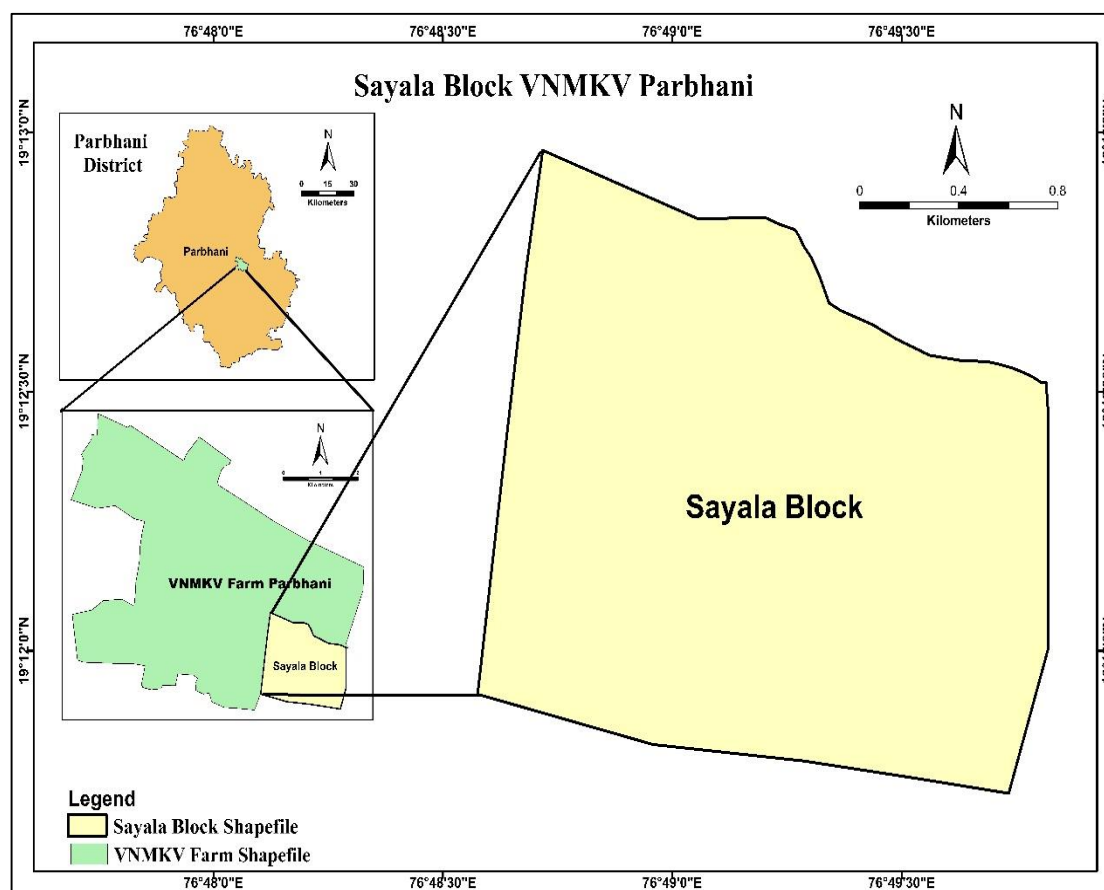 76°48'0"E 76°48'30"E 76°49'0"E 76°49'30"E
Sayala Block VNMKV Parbhani
19°13'0"N
19°12'30"N
19°12'0"N
Parbhani
District
N
0 15 30
Kilometers
Parbhani
N
0 0.4 0.8
Kilometers
N
Kilometers
VNMKV Farm Parbhani
Sayala Block
Sayala Block
Legend
Sayala Block Shapefile
VNMKV Farm Shapefile
76°48'0"E 76°48'30"E 76°49'0"E 76°49'30"E